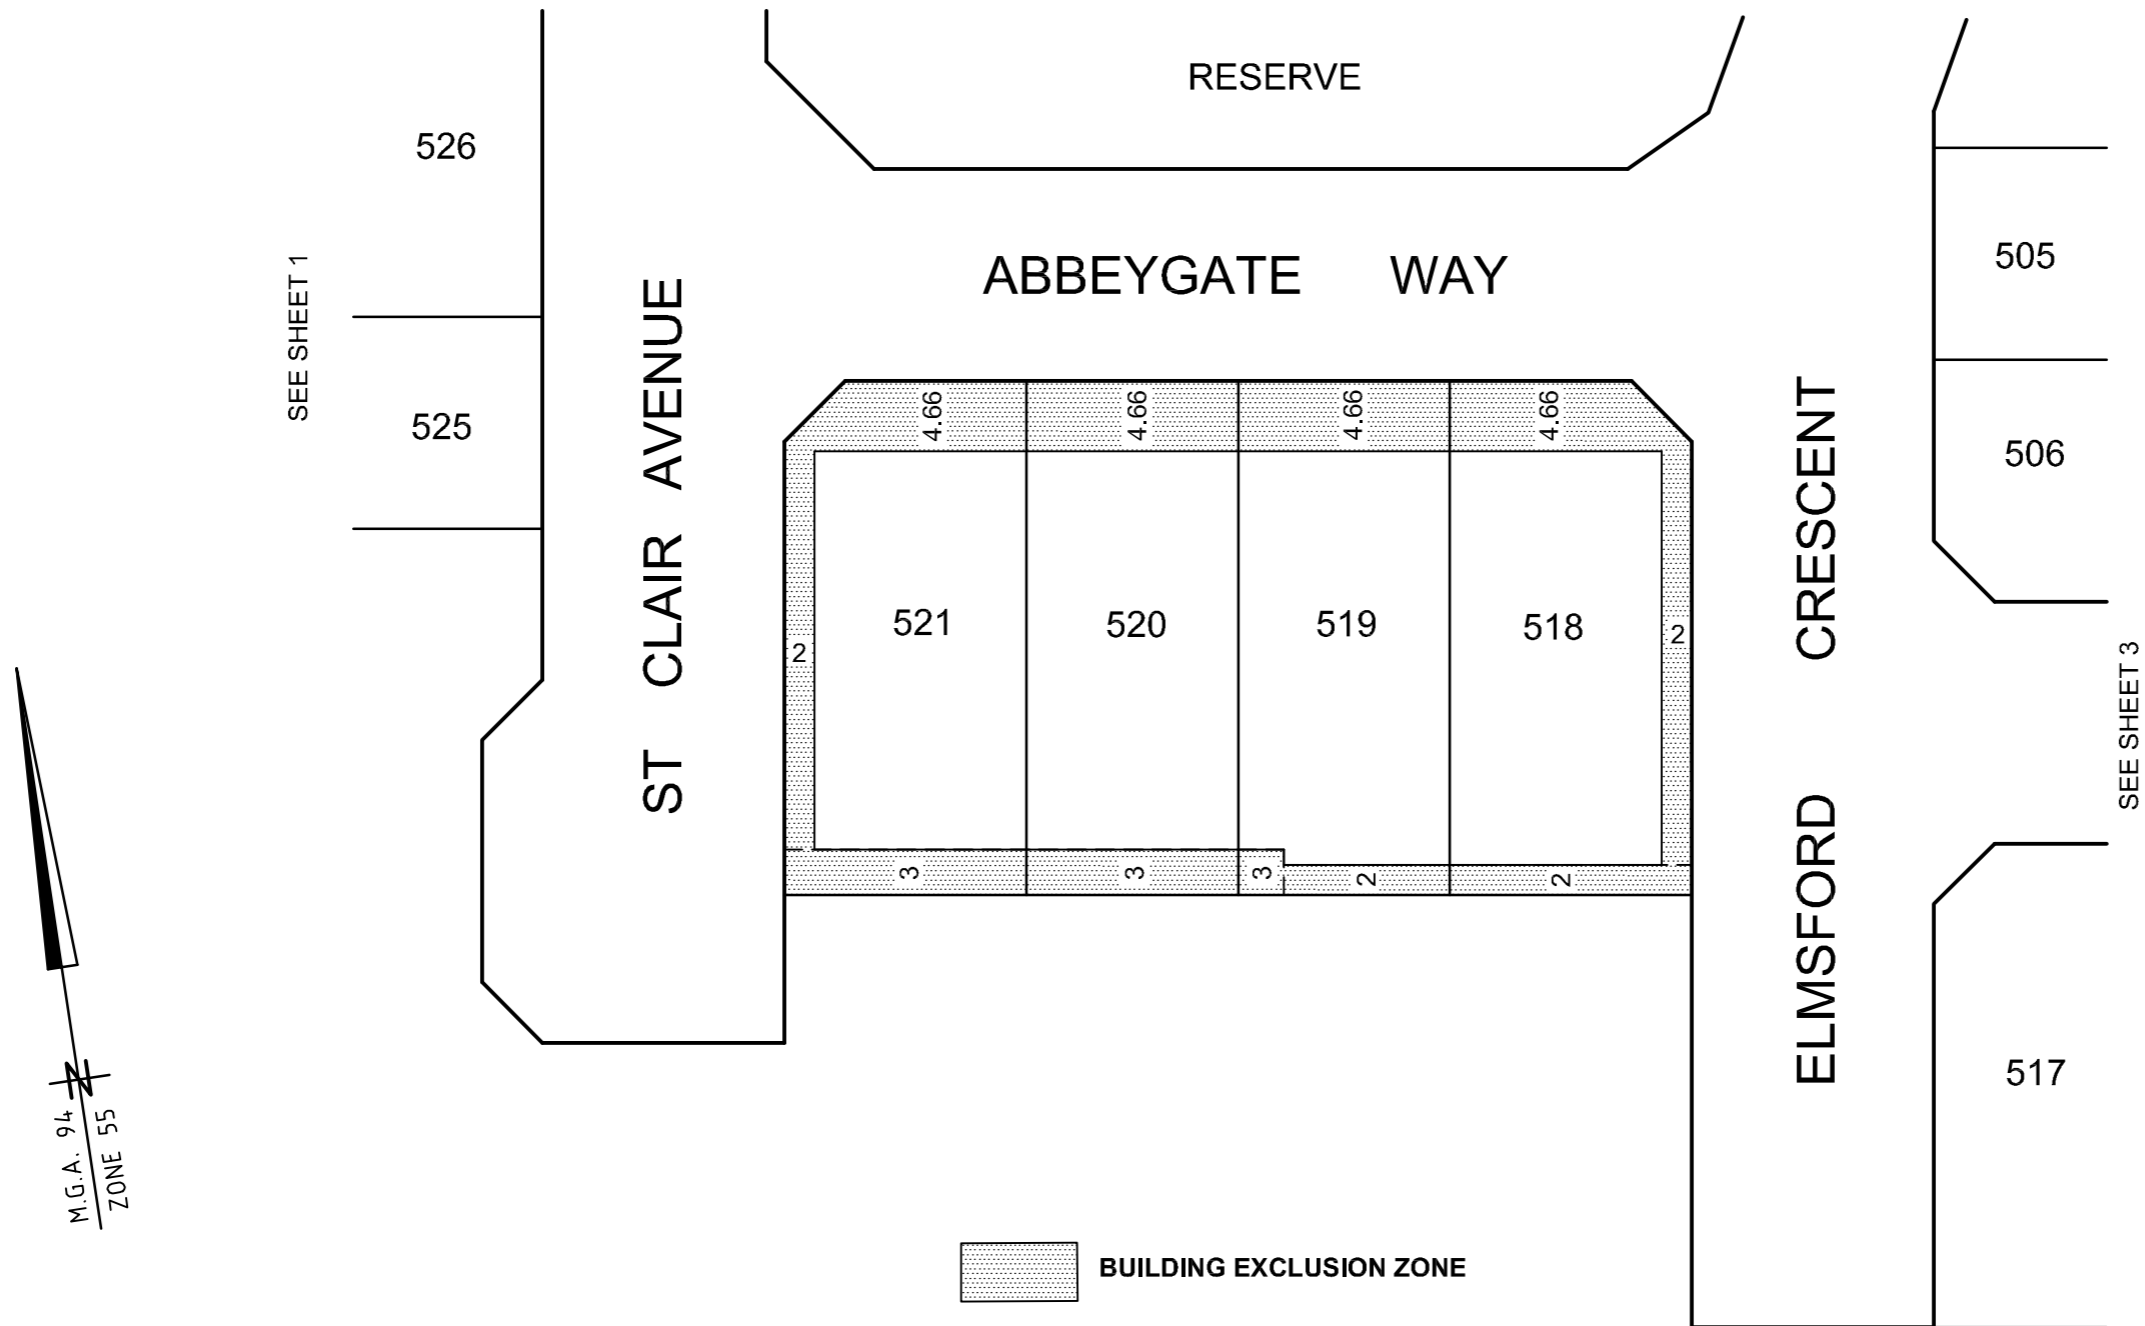 RESERVE
526
505
SEE SHEET 1
ABBEYGATE WAY
ST CLAIR AVENUE
525
506
4.66
4.66
4.66
4.66
ELMSFORD CRESCENT
521
520
519
518
2
2
SEE SHEET 3
3
3
3
2
2
517
N
M.G.A. 94
ZONE 55
BUILDING EXCLUSION ZONE